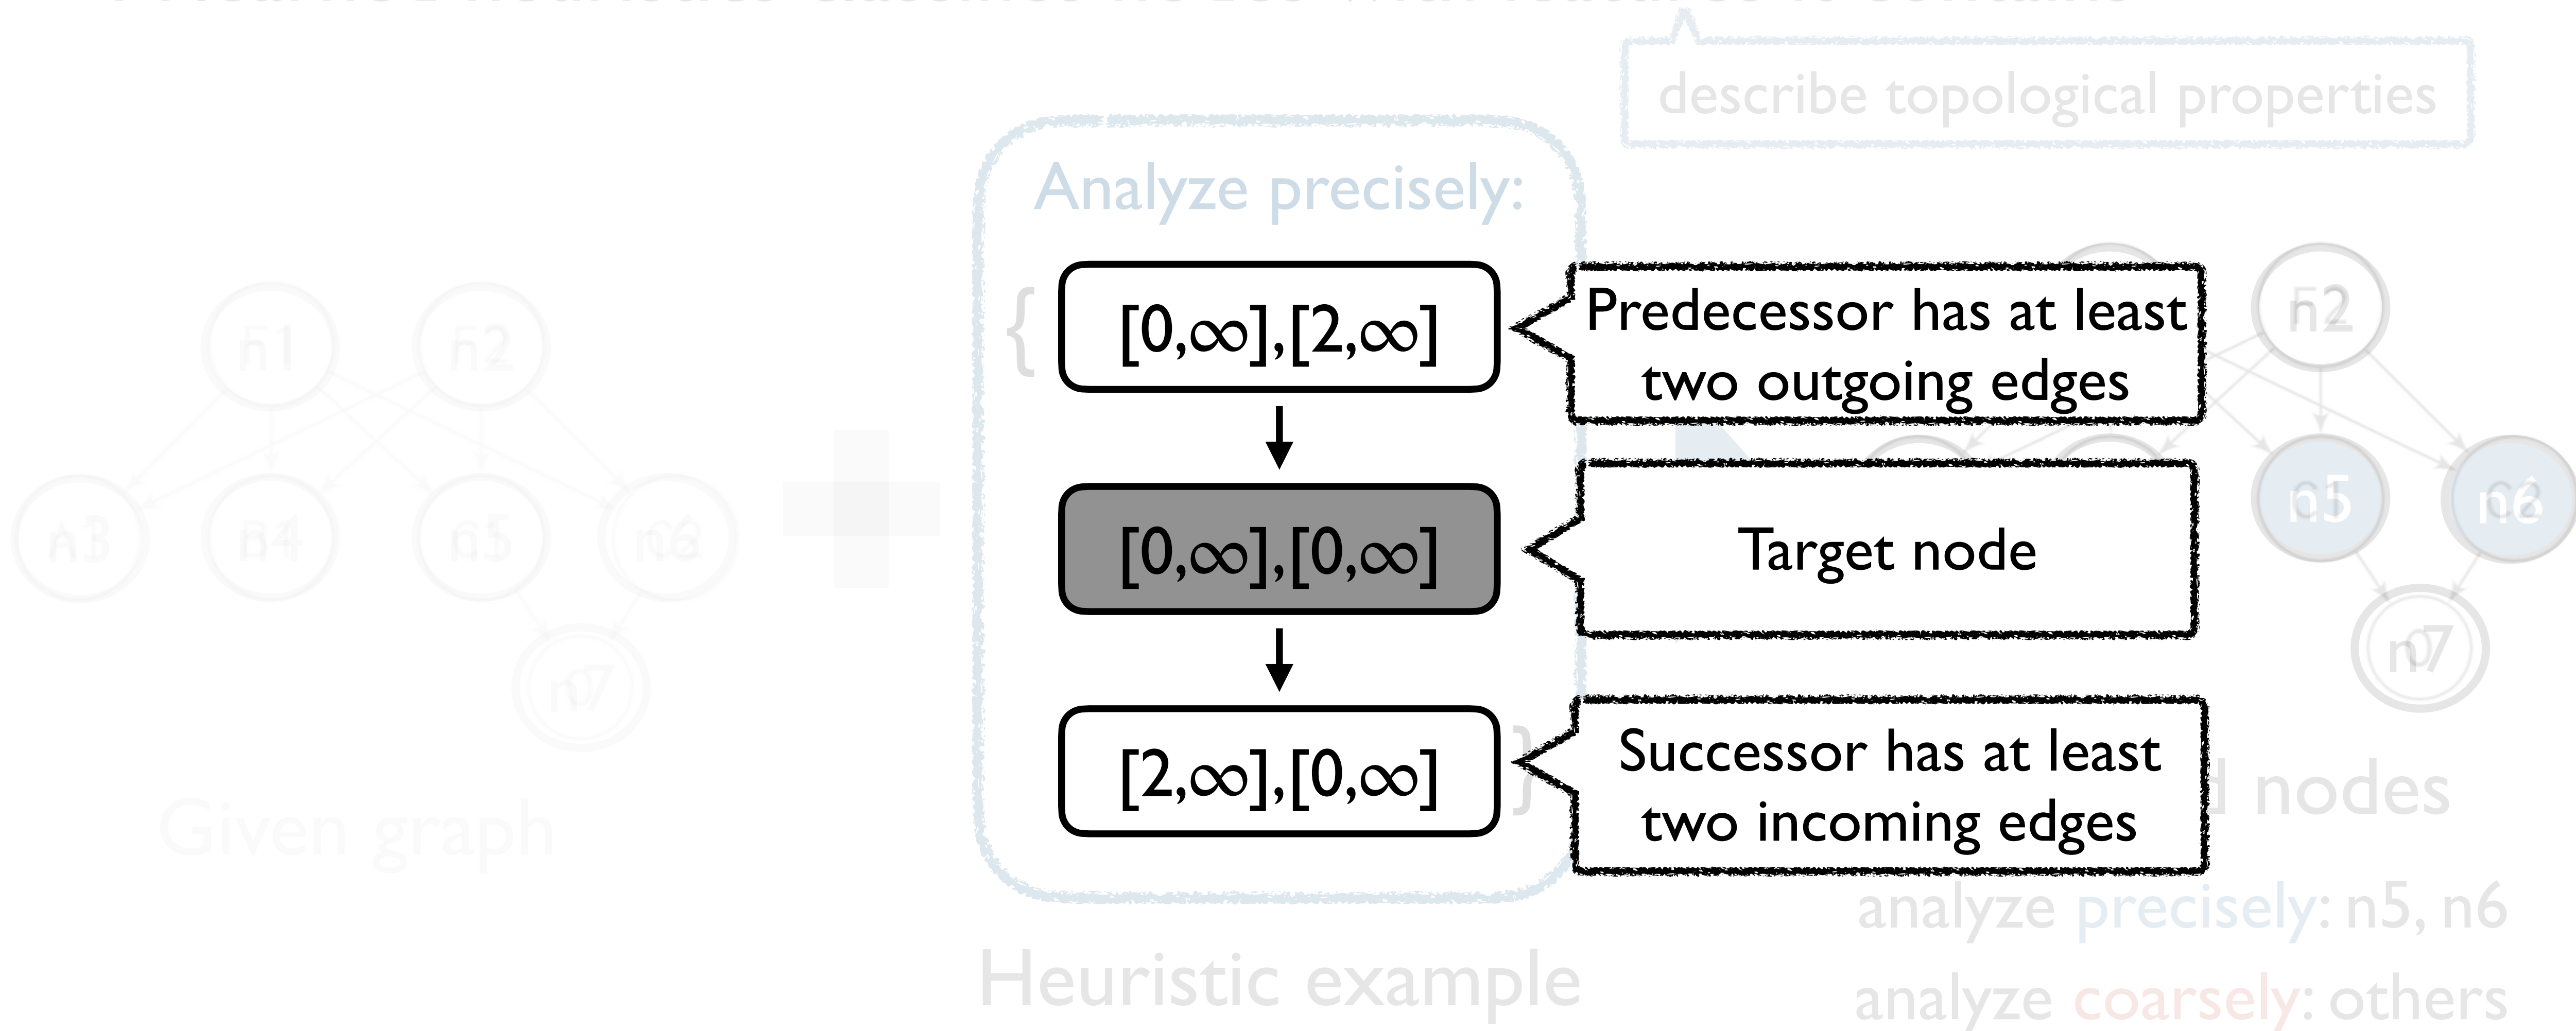 describe topological properties
Analyze precisely:
{
[0,∞],[2,∞]
Predecessor has at least
two outgoing edges
n2
n1
n2
[0,∞],[0,∞]
Target node
n5
n6
n3
n4
n5
n6
n7
n7
[2,∞],[0,∞]
}
Successor has at least
two incoming edges
nodes
Given graph
analyze precisely: n5, n6
Heuristic example
analyze coarsely: others